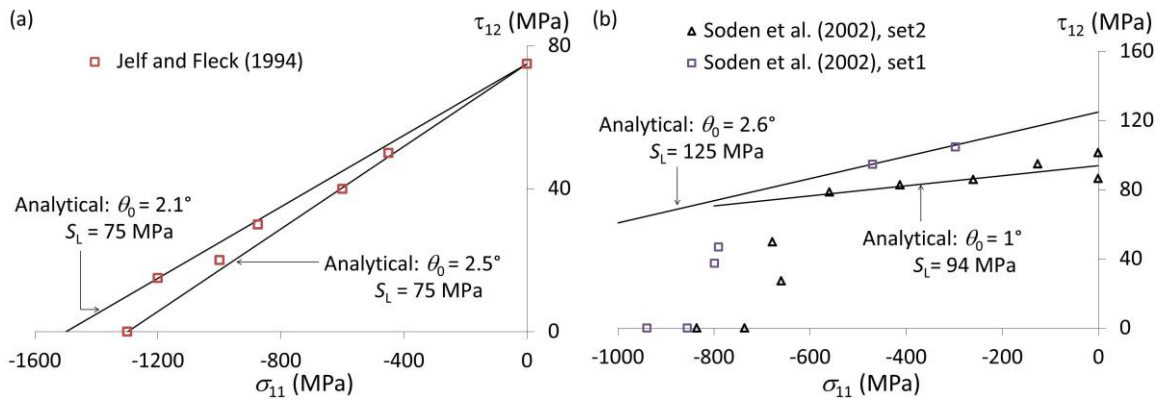 (a)
τ12 (MPa)
Jelf and Fleck (1994)
80
40
0
Analytical: θ0 = 2.1°
SL = 75 MPa
Analytical: θ0 = 2.5°
SL = 75 MPa
-1600
-1200
-800
-400
0
σ11 (MPa)
(b)
τ12 (MPa)
Soden et al. (2002), set2
Soden et al. (2002), set1
160
120
80
40
0
Analytical: θ0 = 2.6°
SL = 125 MPa
Analytical: θ0 = 1°
SL = 94 MPa
-1000
-800
-600
-400
-200
0
σ11 (MPa)